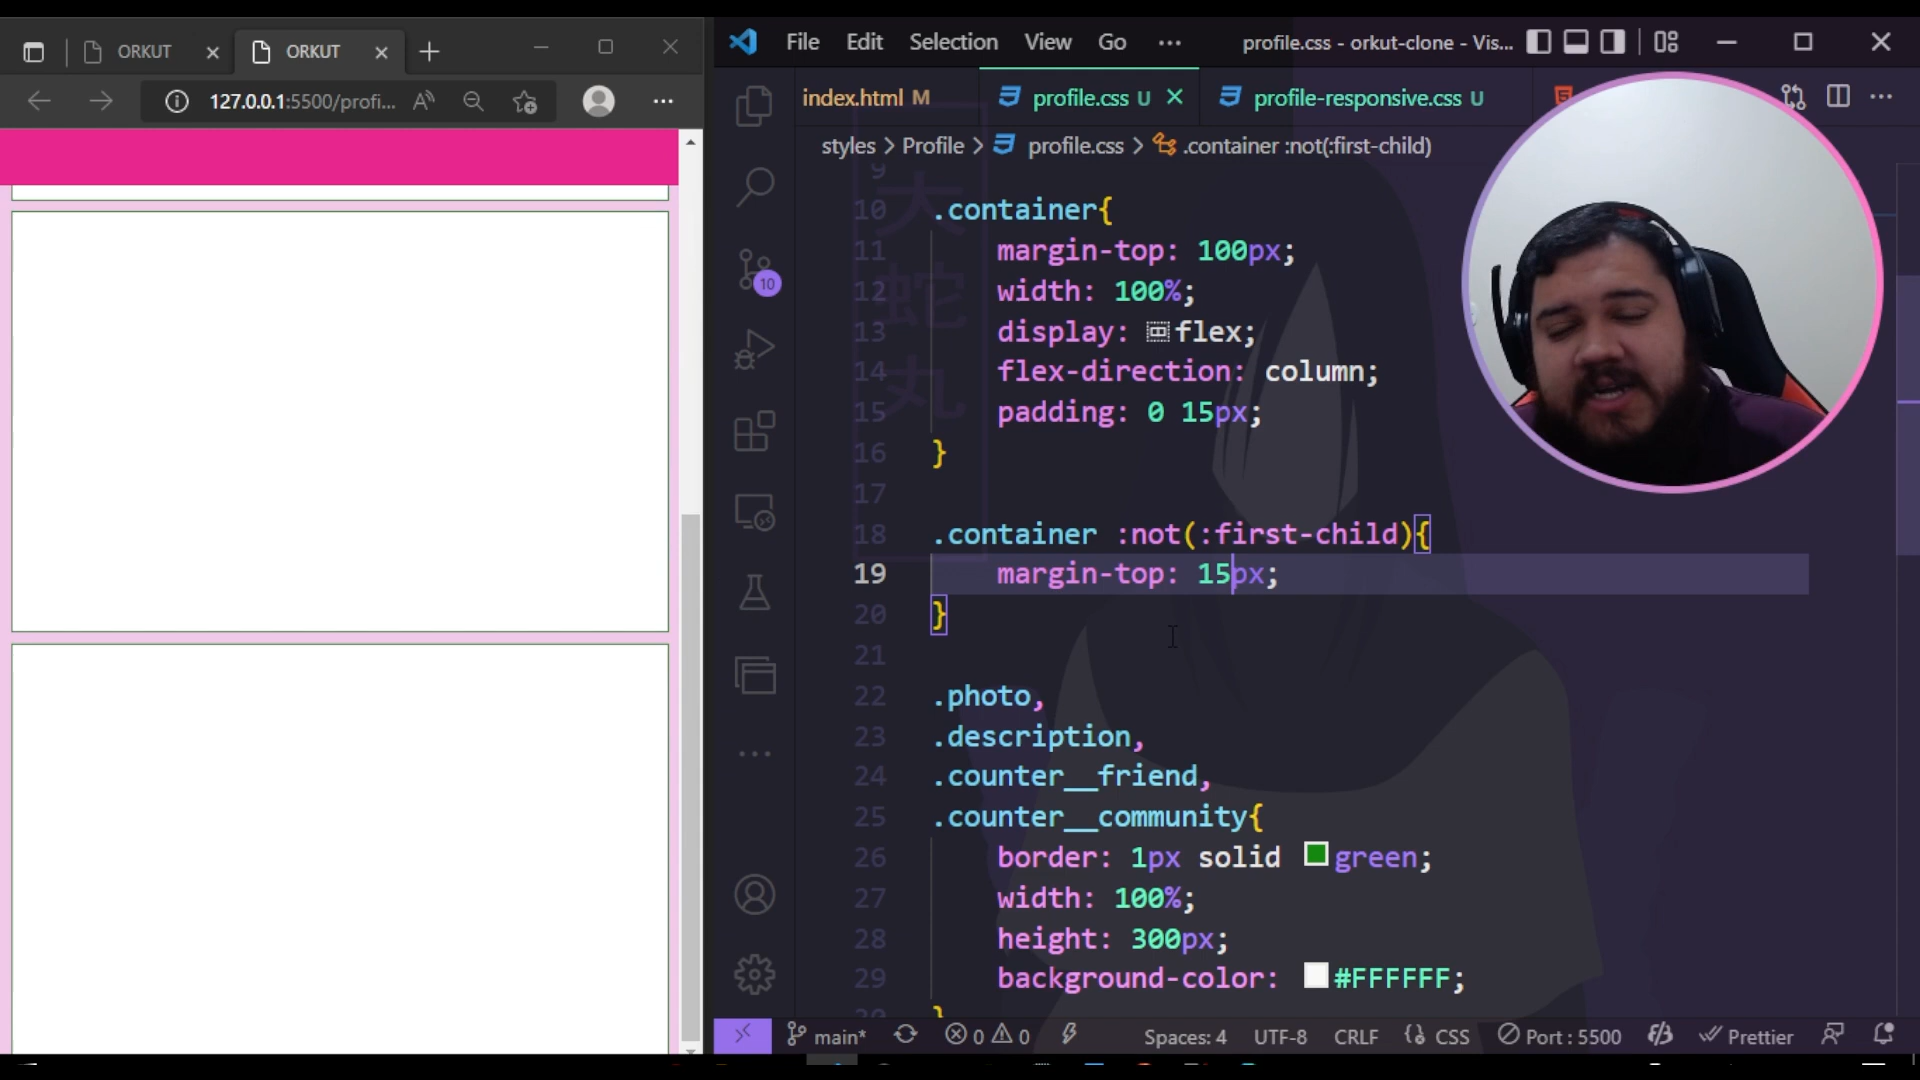 ORKUT
ORKUT
127.0.0.1:5500/profi...
File Edit Selection View Go ...
profile.css - orkut-clone - Vis...
index.html M
profile.css U
profile-responsive.css U
styles > Profile > profile.css > .container :not(:first-child)
9
10 .container{
11 margin-top: 100px;
12 width: 100%;
13 display: flex;
14 flex-direction: column;
15 padding: 0 15px;
16 }
17
18 .container :not(:first-child){
19 margin-top: 15px;
20 }
21
22 .photo,
23 .description,
24 .counter__friend,
25 .counter__community{
26 border: 1px solid green;
27 width: 100%;
28 height: 300px;
29 background-color: #FFFFFF;
30 }
10
大
蛇
丸
main* 0 0 Spaces: 4 UTF-8 CRLF CSS Port : 5500 Prettier